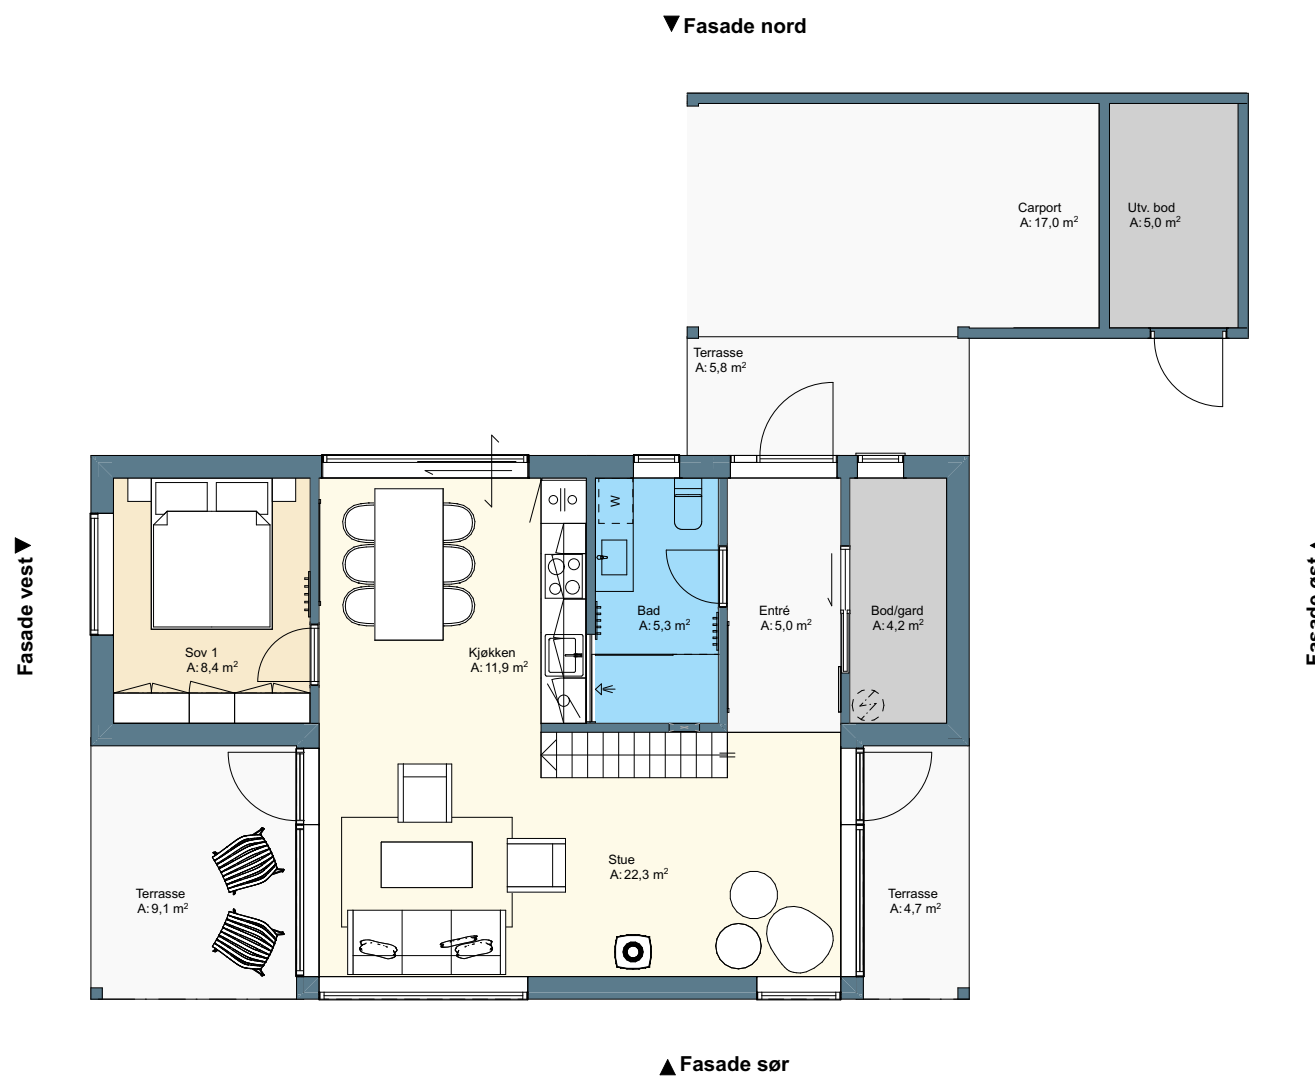 Fasade nord
Carport
A: 17,0 m²
Utv. bod
A: 5,0 m²
Terrasse
A: 5,8 m²
W
Sov 1
A: 8,4 m²
Kjøkken
A: 11,9 m²
Bad
A: 5,3 m²
Entré
A: 5,0 m²
Bod/gard
A: 4,2 m²
Fasade vest
Fasade øst
Terrasse
A: 9,1 m²
Stue
A: 22,3 m²
Terrasse
A: 4,7 m²
Fasade sør